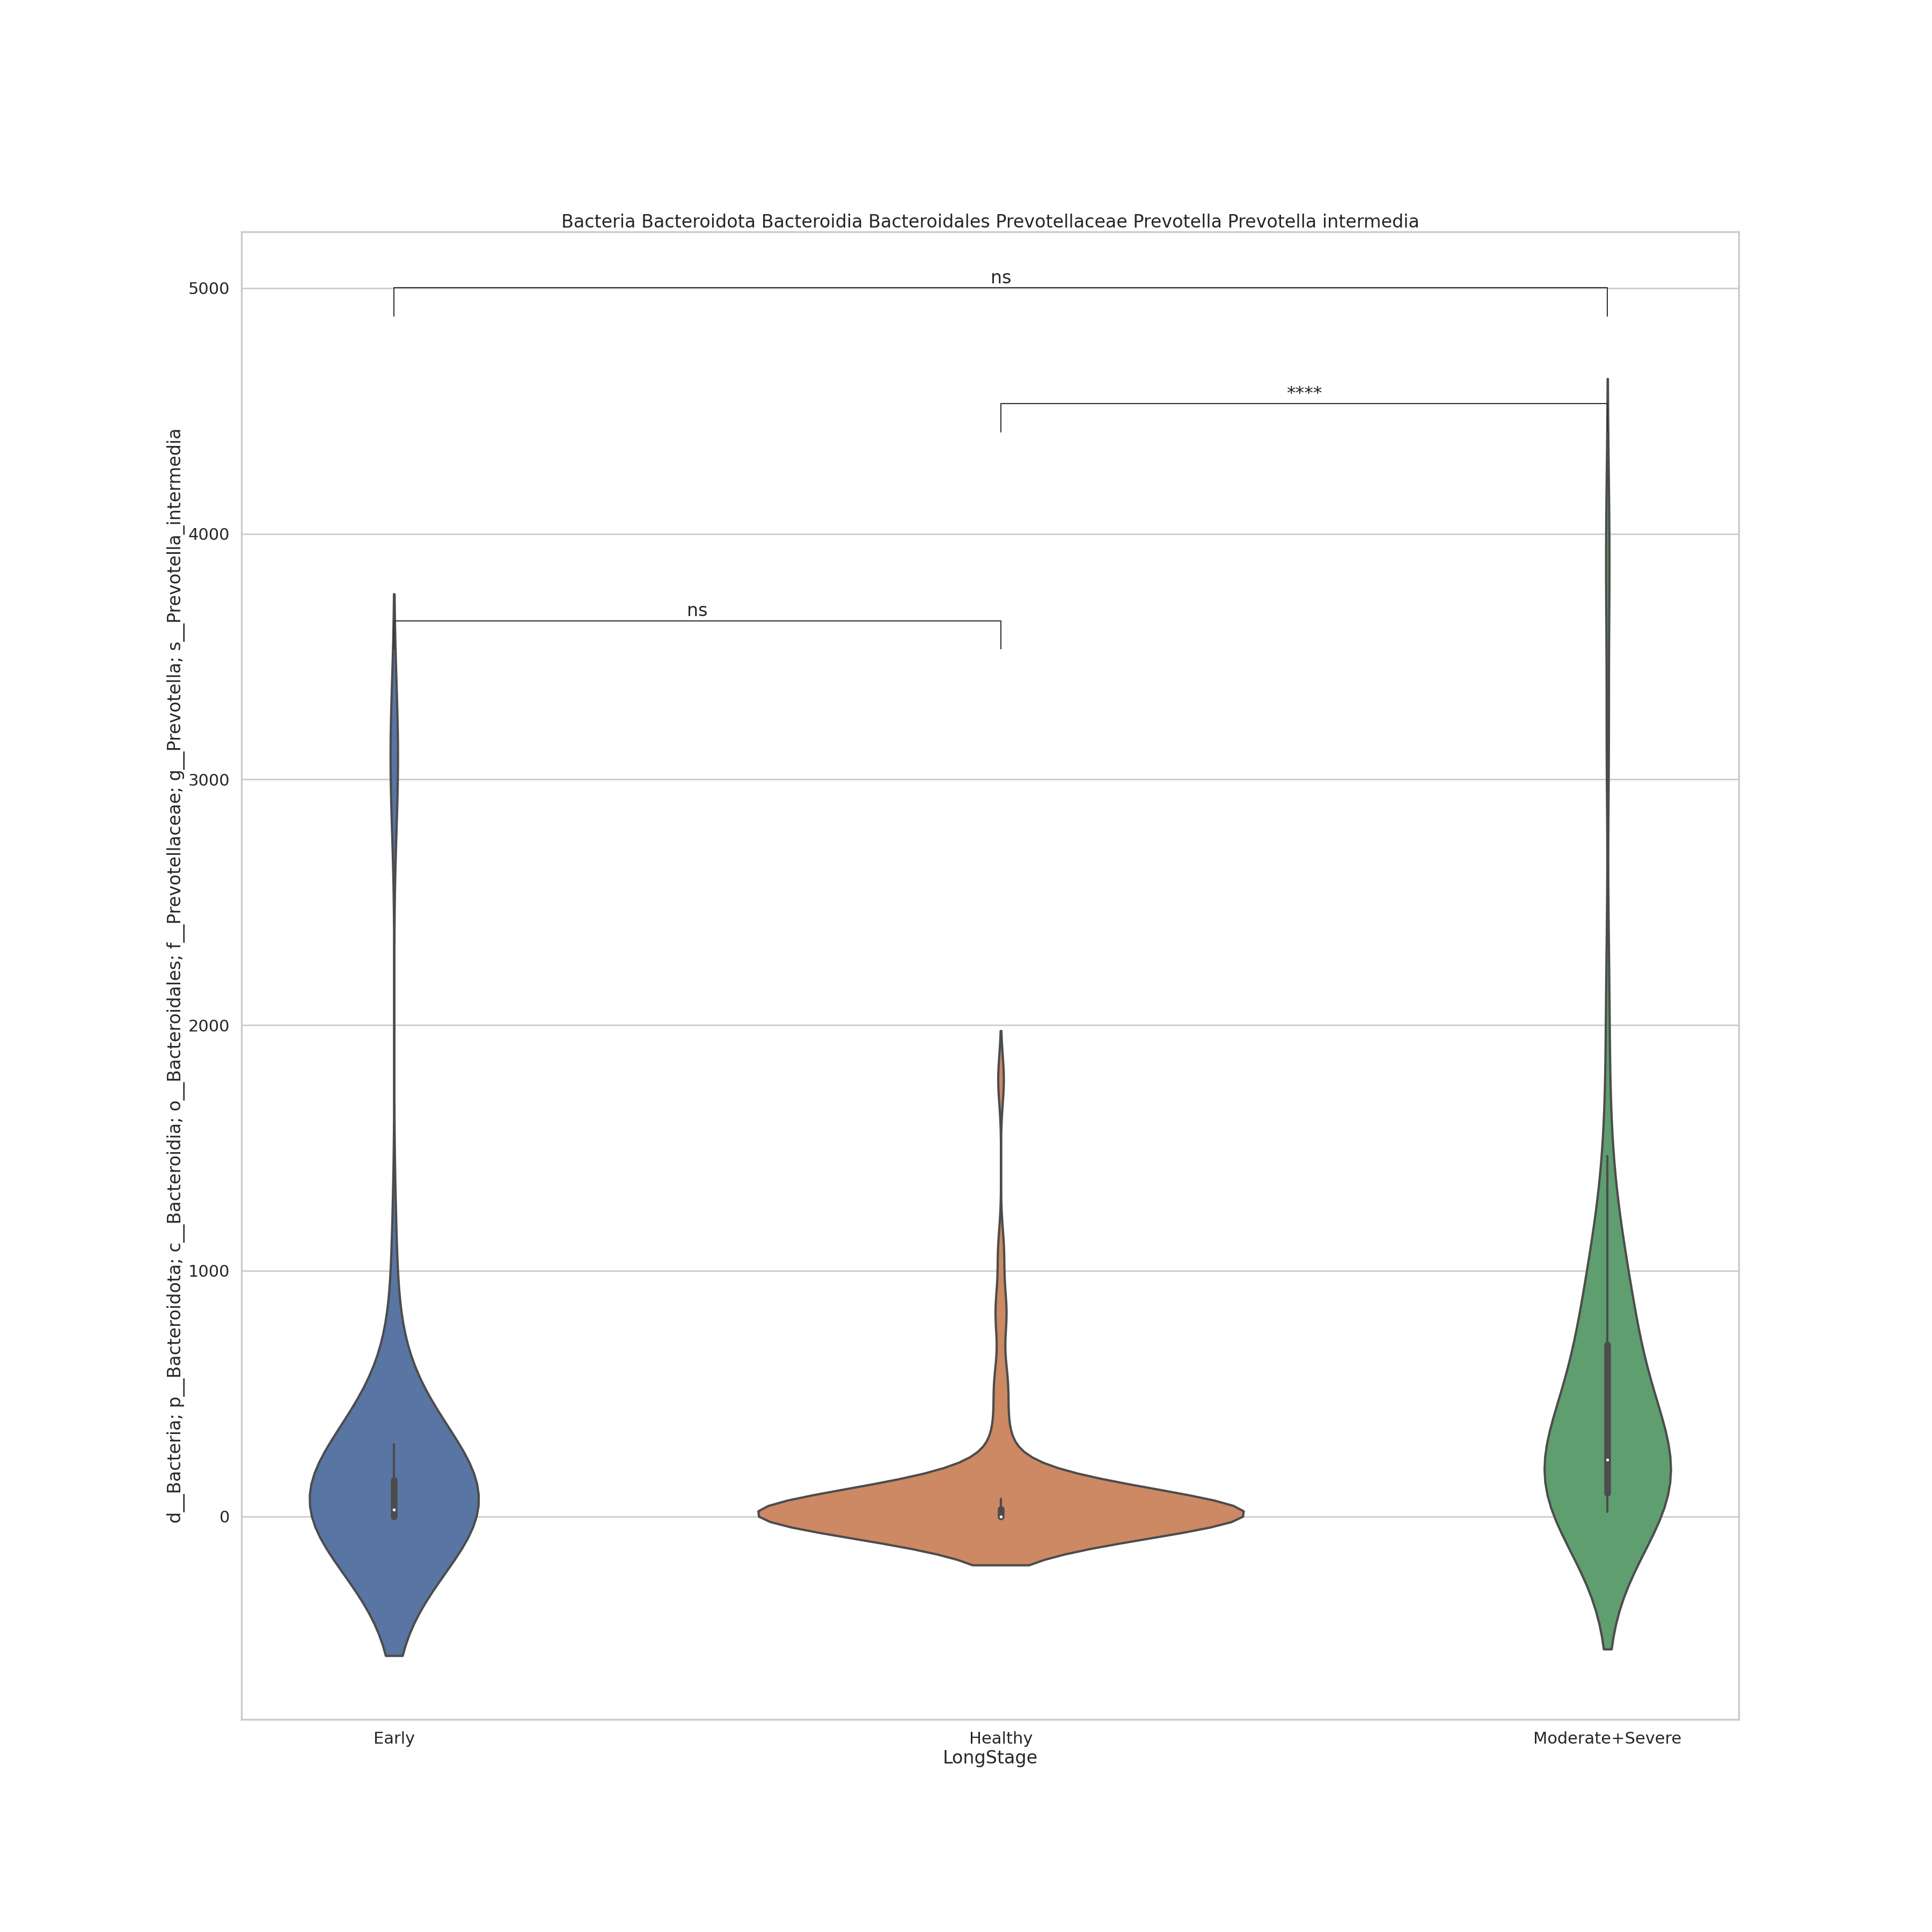 Bacteria Bacteroidota Bacteroidia Bacteroidales Prevotellaceae Prevotella Prevotella intermedia
d__Bacteria; p__Bacteroidota; c__Bacteroidia; o__Bacteroidales; f__Prevotellaceae; g__Prevotella; s__Prevotella_intermedia
5000
4000
3000
2000
1000
0
ns
****
ns
Early
Healthy
Moderate+Severe
LongStage